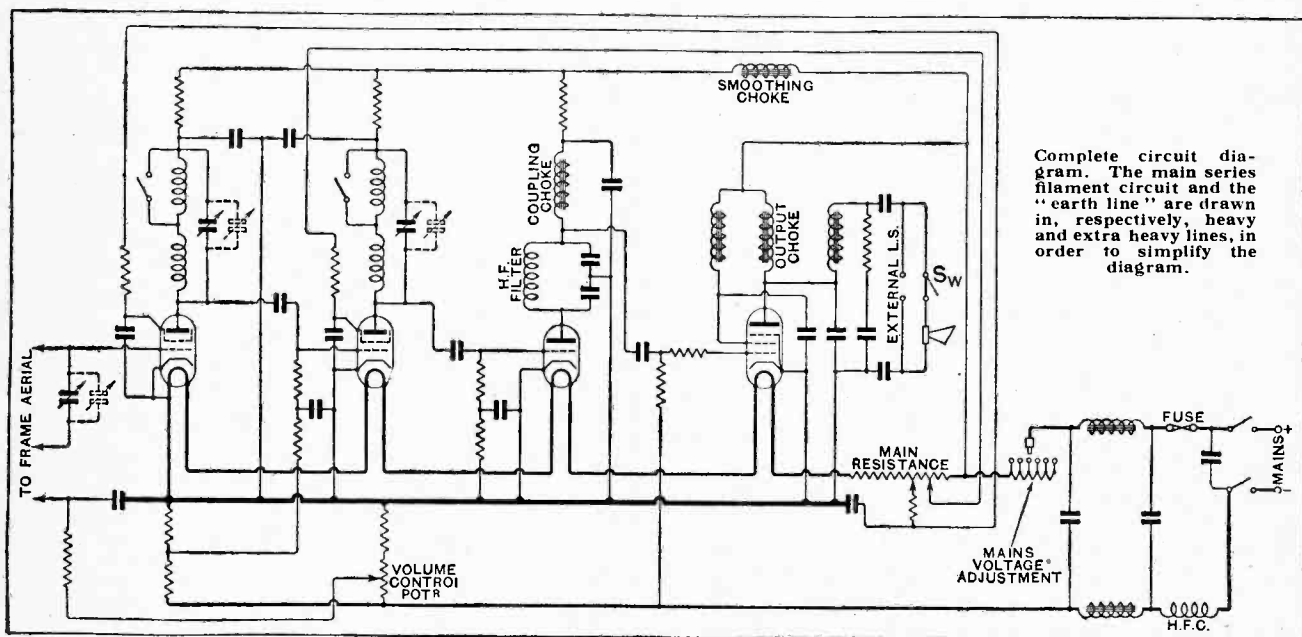 SMOOTHING
CHOKE
COUPLING
CHOKE
H.F.
FILTER
OUTPUT
CHOKE
EXTERNAL L.S.
SW
Complete circuit dia-
gram. The main series
filament circuit and the
“earth line” are drawn
in, respectively, heavy
and extra heavy lines, in
order to simplify the
diagram.
TO FRAME AERIAL
MAIN
RESISTANCE
FUSE
+
MAINS
-
MAINS
VOLTAGE
ADJUSTMENT
VOLUME
CONTROL
POTR
H.F.C.